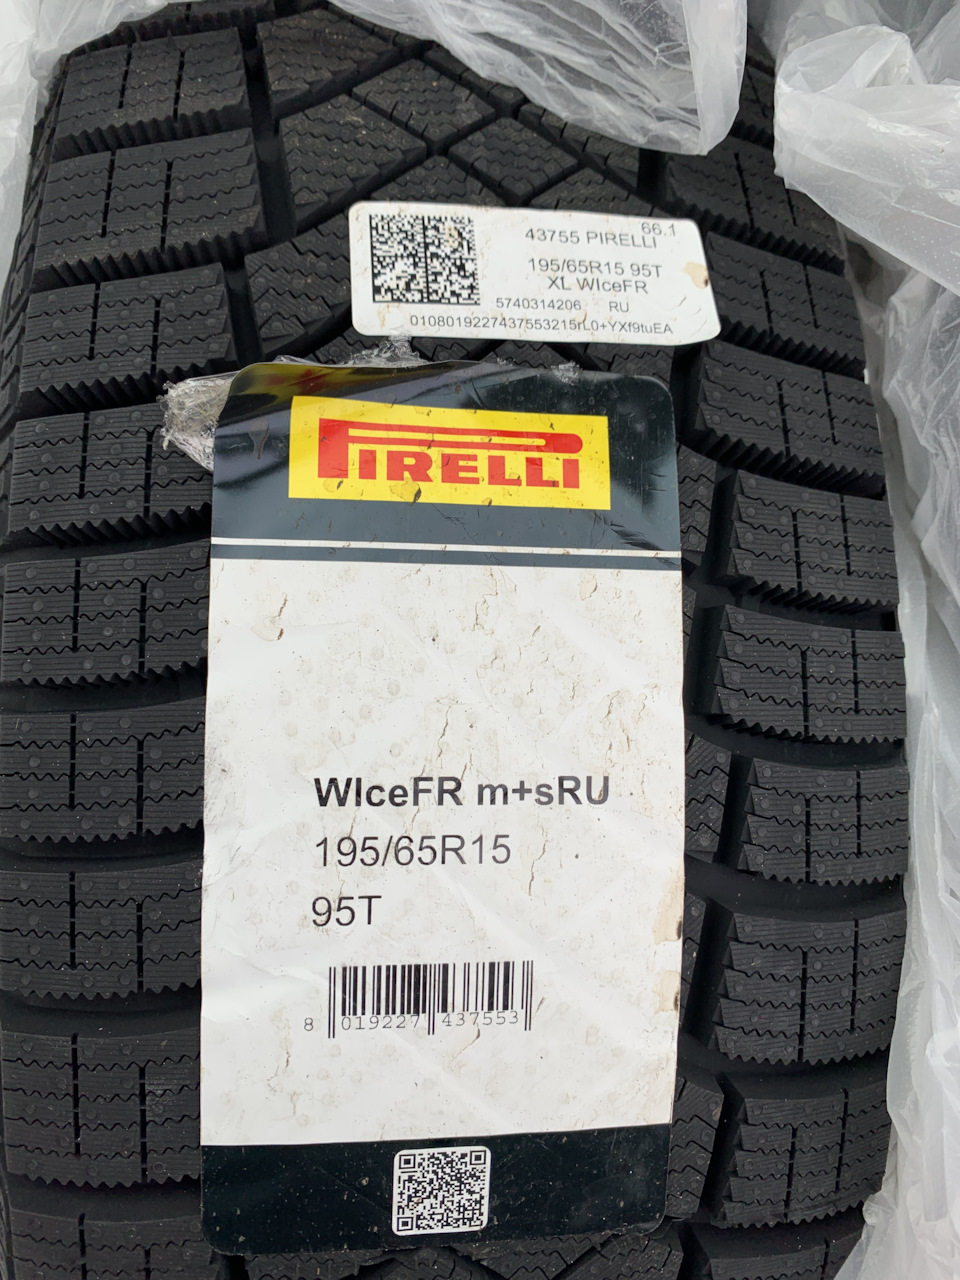 66.1
43755 PIRELLI
195/65R15 95T
XL WIceFR
5740314206 RU
0108019227437553215rL0+YXf9tuEA
PIRELLI
WIceFR m+sRU
195/65R15
95T
8 019227 437553